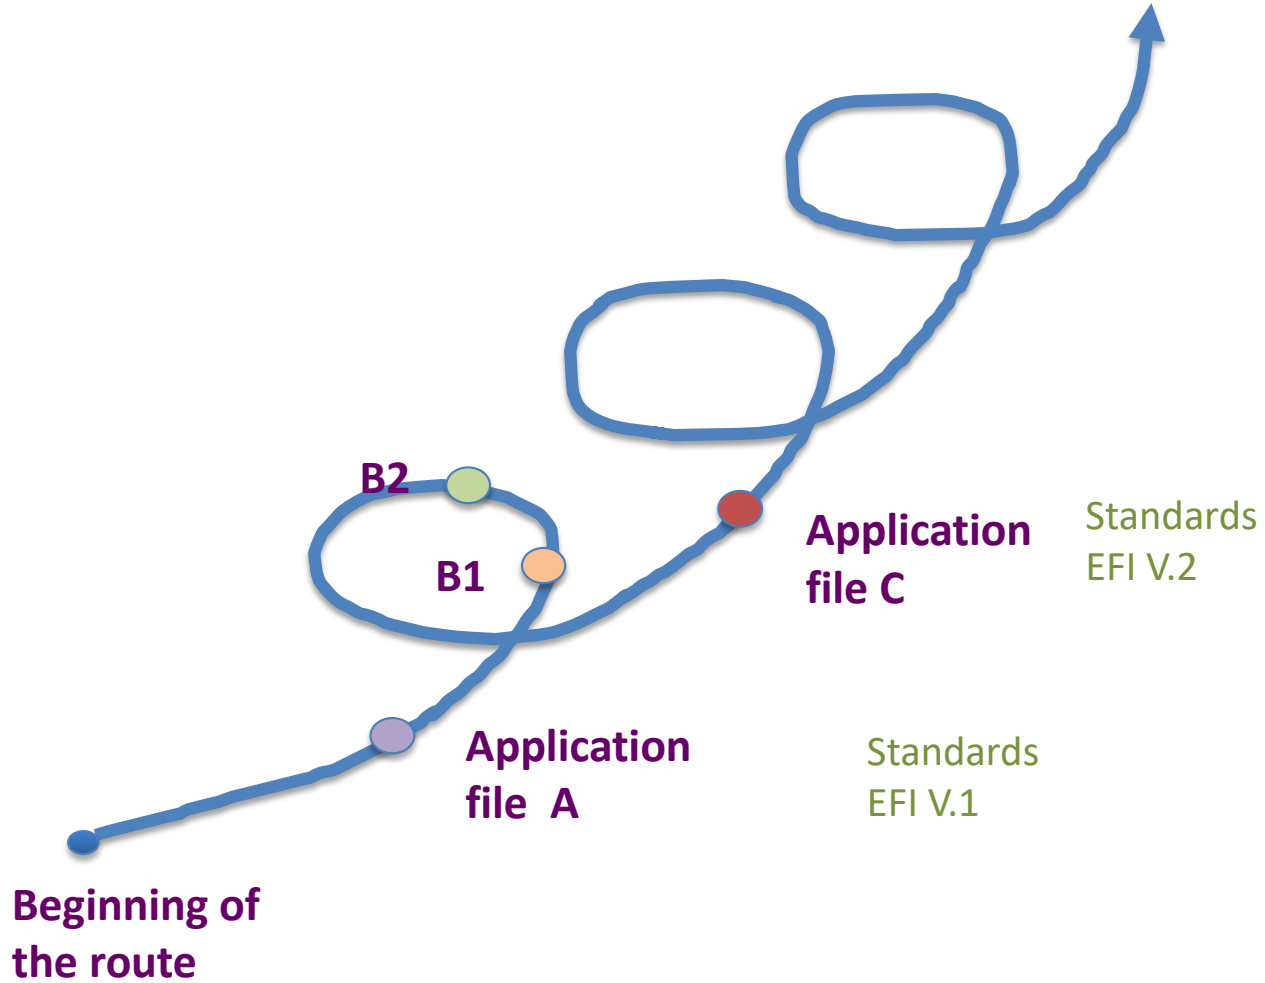 B2
B1
Application
file C
Standards
EFI V.2
Application
file A
Standards
EFI V.1
Beginning of
the route